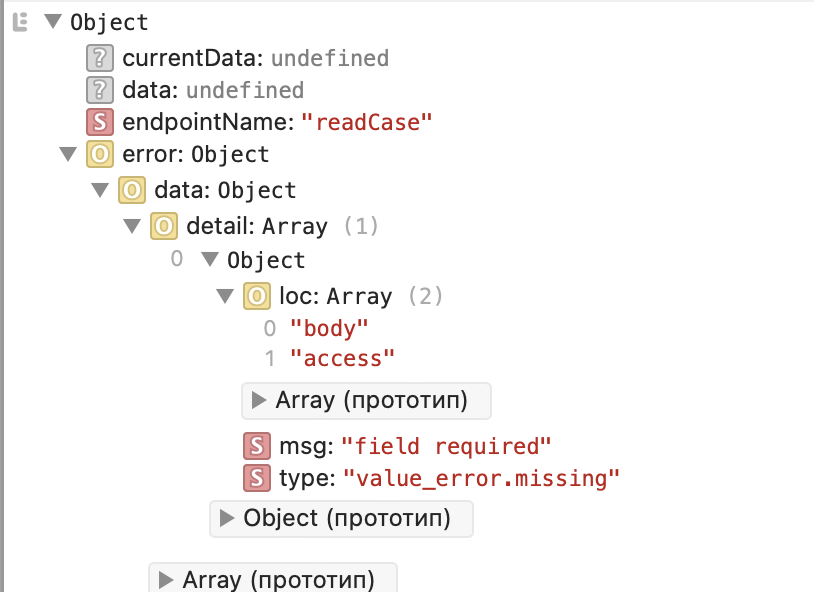 Object
? currentData: undefined
? data: undefined
S endpointName: "readCase"
O error: Object
O data: Object
O detail: Array (1)
0 Object
O loc: Array (2)
0 "body"
1 "access"
Array (прототип)
S msg: "field required"
S type: "value_error.missing"
Object (прототип)
Array (прототип)